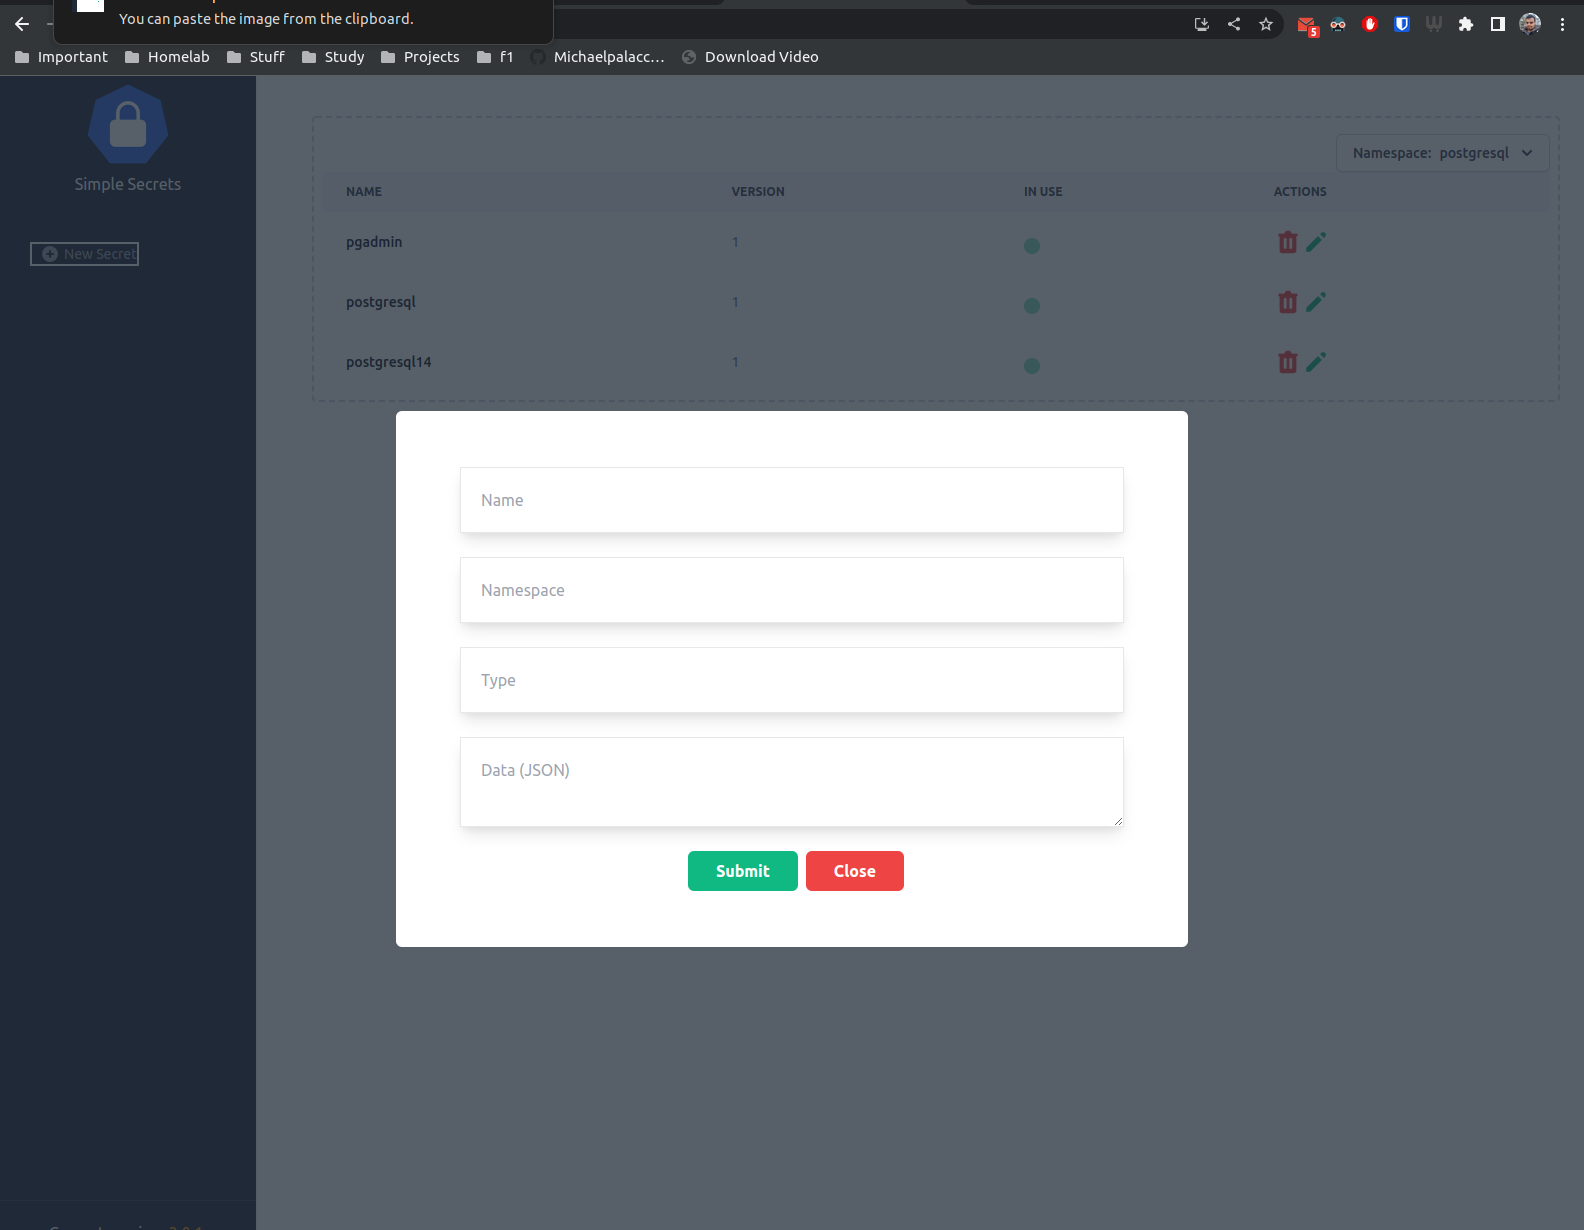 You can paste the image from the clipboard.
5
Important Homelab Stuff Study Projects f1 Michaelpalacc... Download Video
Simple Secrets
New Secret
Namespace: postgresql
NAME VERSION IN USE ACTIONS
pgadmin 1
postgresql 1
postgresql14 1
Name
Namespace
Type
Data (JSON)
Submit Close